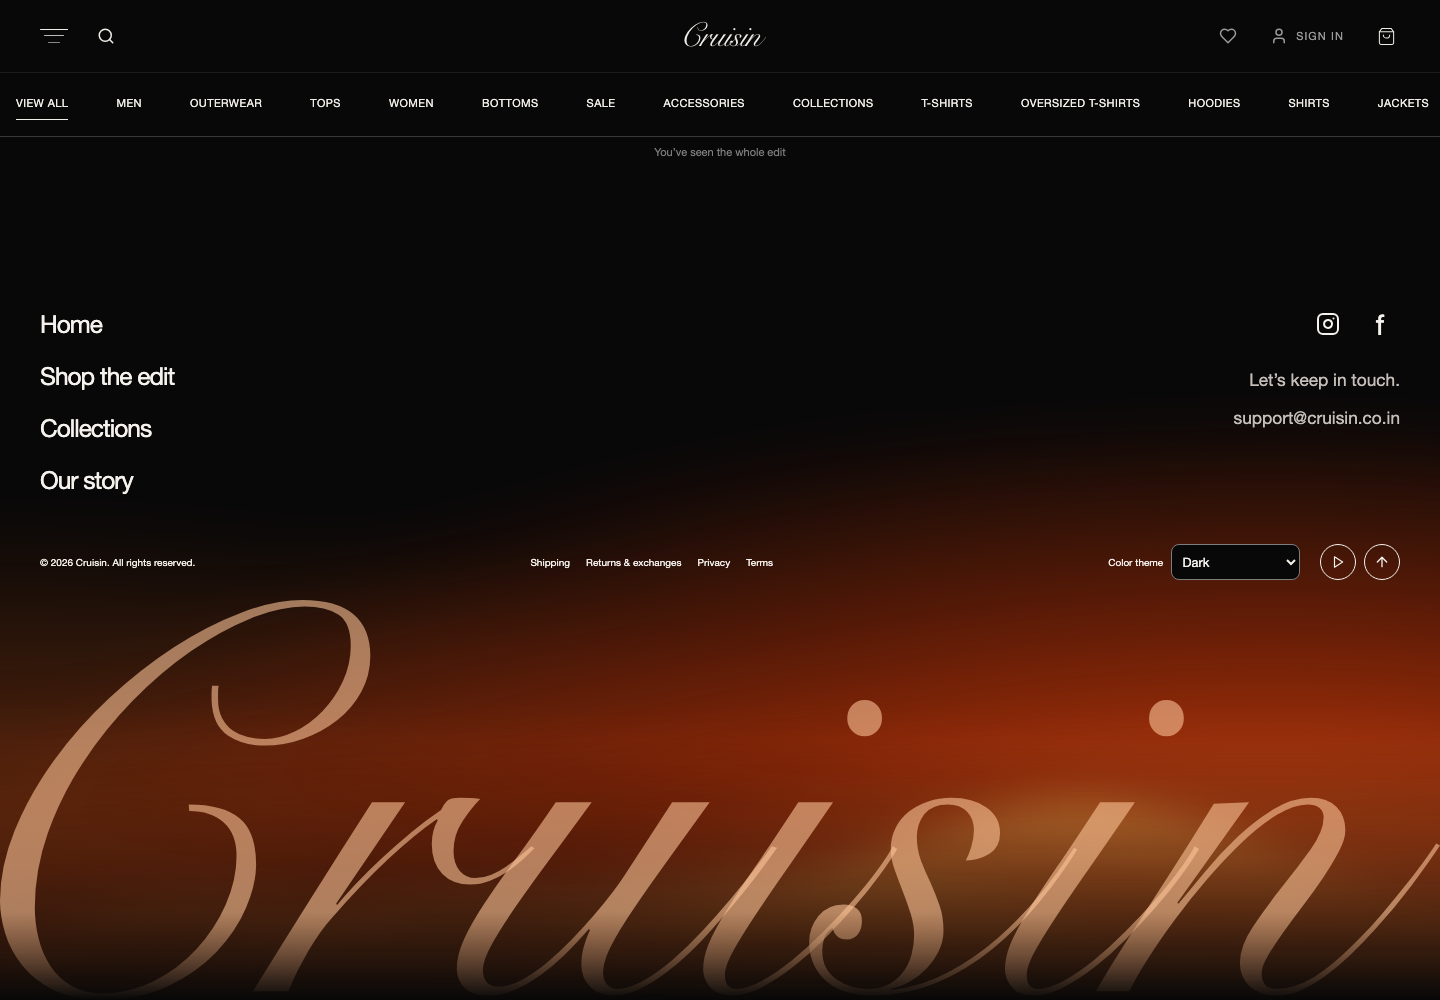 Cruisin
SIGN IN
VIEW ALL MEN OUTERWEAR TOPS WOMEN BOTTOMS SALE ACCESSORIES COLLECTIONS T-SHIRTS OVERSIZED T-SHIRTS HOODIES SHIRTS JACKETS
You've seen the whole edit
Home
Shop the edit
Collections
Our story
f
Let’s keep in touch.
support@cruisin.co.in
© 2026 Cruisin. All rights reserved. Shipping Returns & exchanges Privacy Terms Color theme Dark
Cruisin